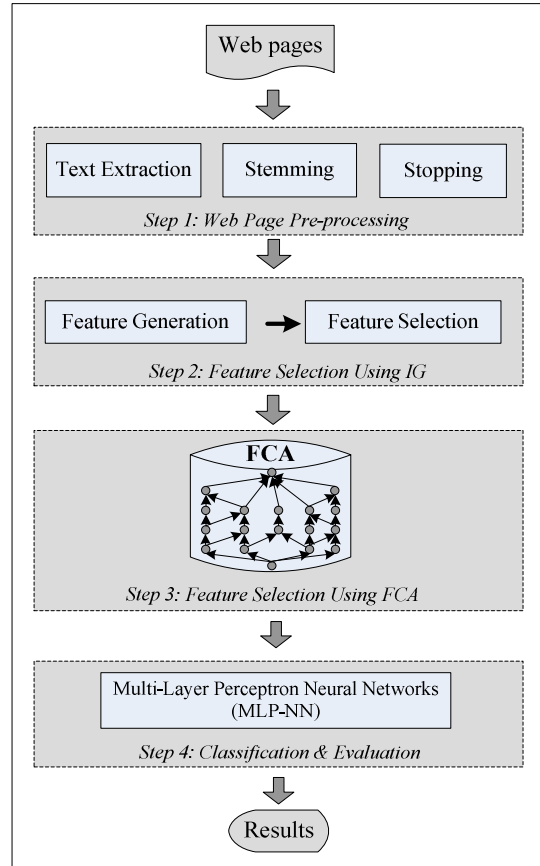 Web pages
Text Extraction
Stemming
Stopping
Step 1: Web Page Pre-processing
Feature Generation
Feature Selection
Step 2: Feature Selection Using IG
FCA
Step 3: Feature Selection Using FCA
Multi-Layer Perceptron Neural Networks
(MLP-NN)
Step 4: Classification & Evaluation
Results